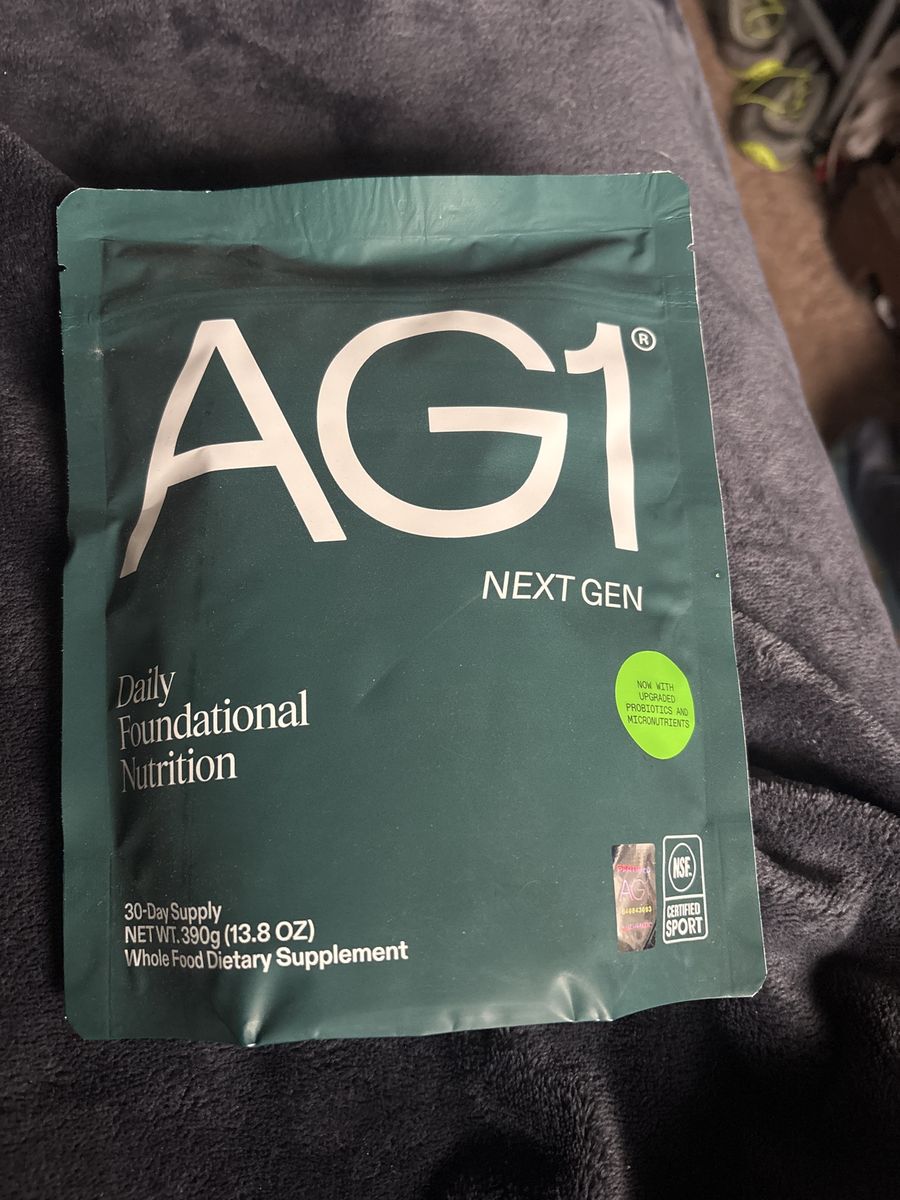 AG1®
NEXT GEN
Daily
Foundational
Nutrition
NOW WITH
UPGRADED
PROBIOTICS AND
MICRONUTRIENTS
30-Day Supply
NET WT. 390g (13.8 OZ)
Whole Food Dietary Supplement
AG1
NSF®
CERTIFIED
SPORT